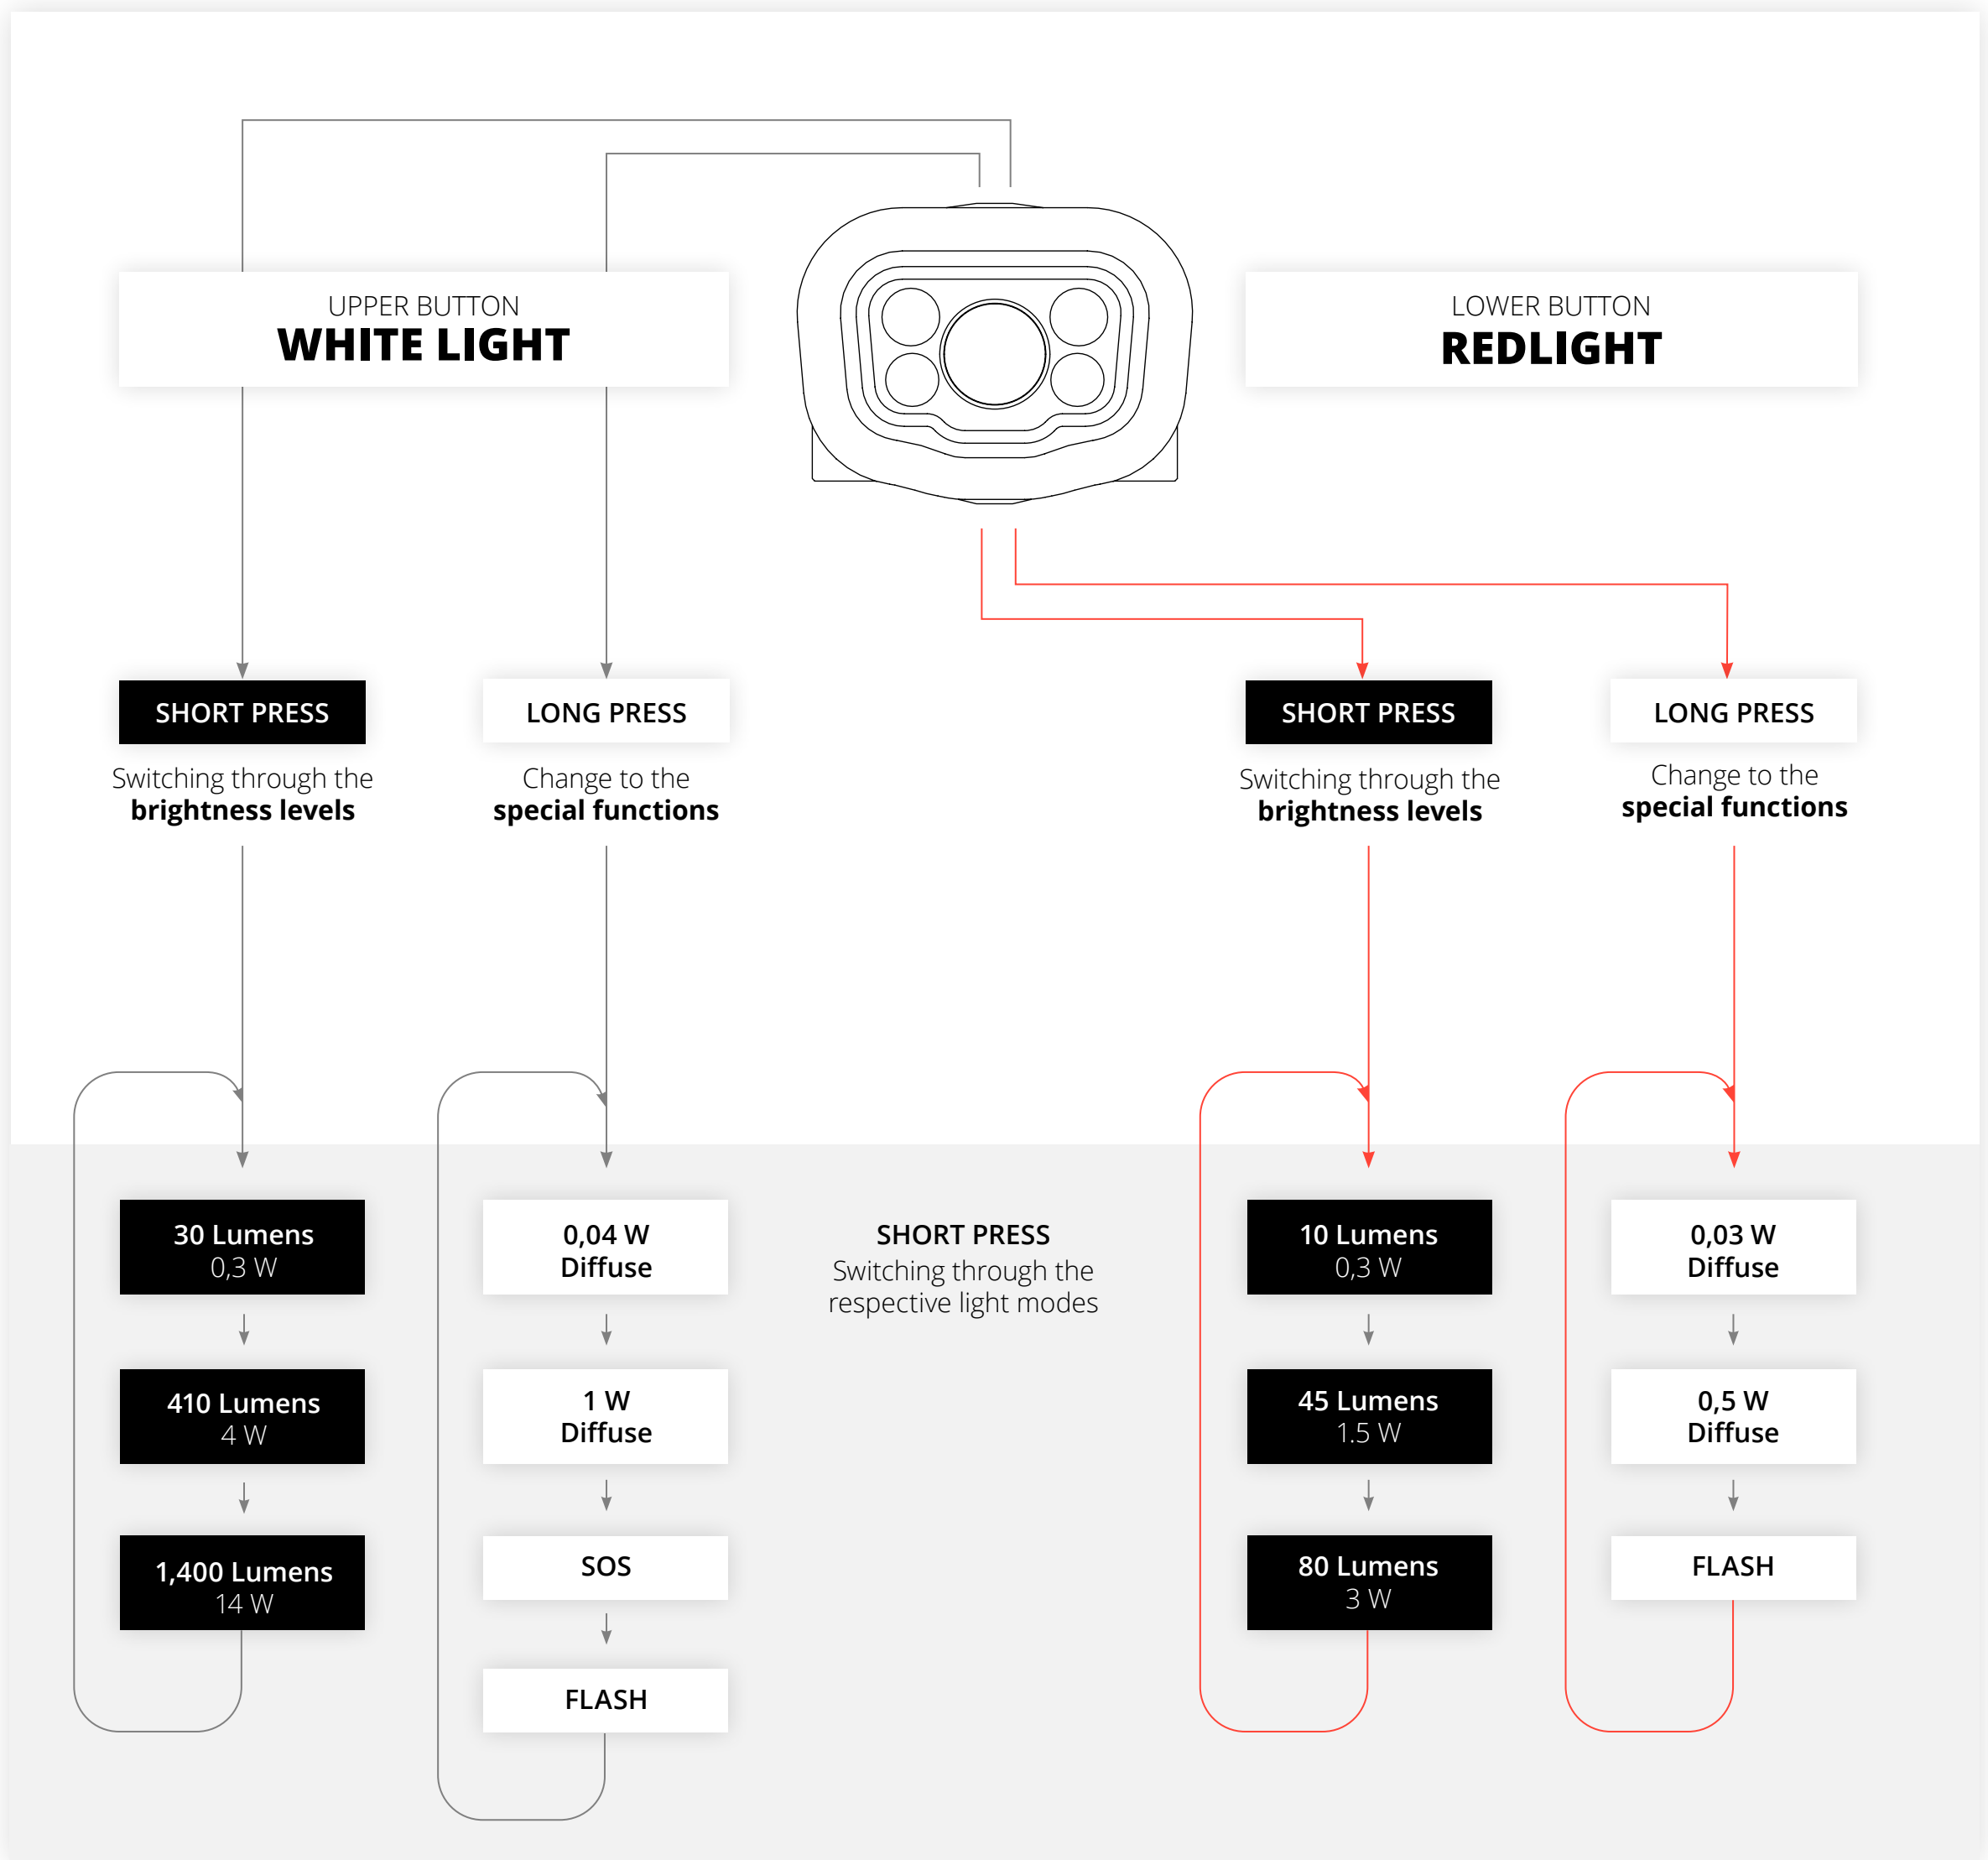 UPPER BUTTON
WHITE LIGHT
LOWER BUTTON
REDLIGHT
SHORT PRESS
Switching through the
brightness levels
LONG PRESS
Change to the
special functions
SHORT PRESS
Switching through the
brightness levels
LONG PRESS
Change to the
special functions
30 Lumens
0,3 W
410 Lumens
4 W
1,400 Lumens
14 W
0,04 W
Diffuse
1 W
Diffuse
SOS
FLASH
SHORT PRESS
Switching through the
respective light modes
10 Lumens
0,3 W
45 Lumens
1.5 W
80 Lumens
3 W
0,03 W
Diffuse
0,5 W
Diffuse
FLASH